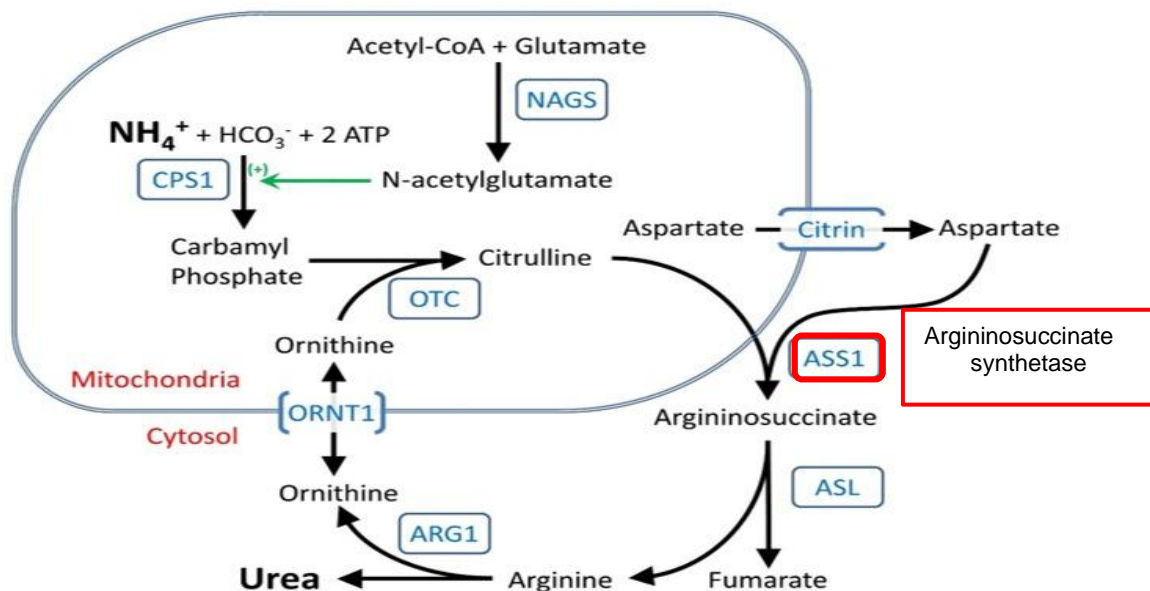 Acetyl-CoA + Glutamate
NAGS
NH₄⁺ + HCO₃⁻ + 2 ATP
(+)
CPS1
N-acetylglutamate
Aspartate
Citrin
Aspartate
Carbamyl
Phosphate
Citrulline
OTC
Ornithine
Argininosuccinate
synthetase
ASS1
Mitochondria
ORNT1
Cytosol
Argininosuccinate
Ornithine
ASL
ARG1
Urea
Arginine
Fumarate